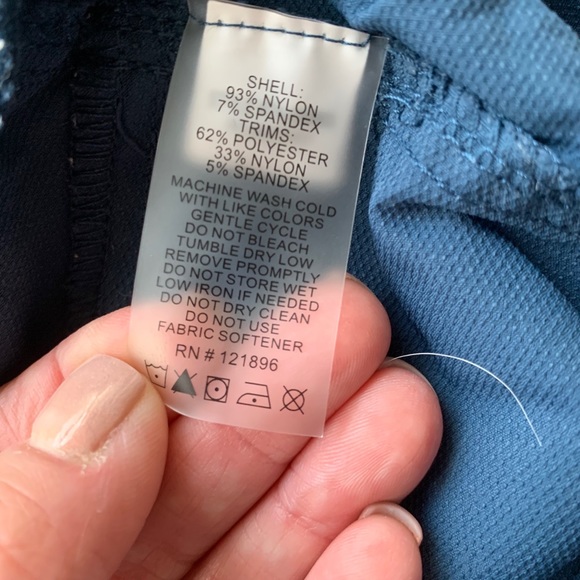 SHELL:
93% NYLON
7% SPANDEX
TRIMS:
62% POLYESTER
33% NYLON
5% SPANDEX
MACHINE WASH COLD
WITH LIKE COLORS
GENTLE CYCLE
DO NOT BLEACH
TUMBLE DRY LOW
REMOVE PROMPTLY
DO NOT STORE WET
LOW IRON IF NEEDED
DO NOT DRY CLEAN
DO NOT USE
FABRIC SOFTENER
RN # 121896